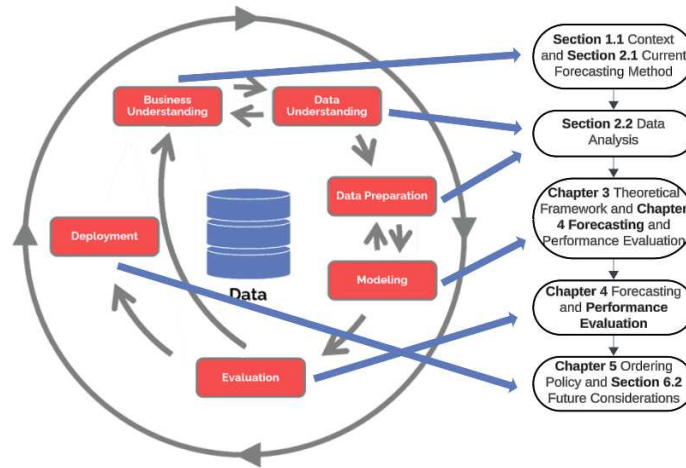 Business
Understanding
Data
Understanding
Data Preparation
Modeling
Evaluation
Deployment
Data
Section 1.1 Context
and Section 2.1 Current
Forecasting Method
Section 2.2 Data
Analysis
Chapter 3 Theoretical
Framework and Chapter
4 Forecasting and
Performance Evaluation
Chapter 4 Forecasting
and Performance
Evaluation
Chapter 5 Ordering
Policy and Section 6.2
Future Considerations